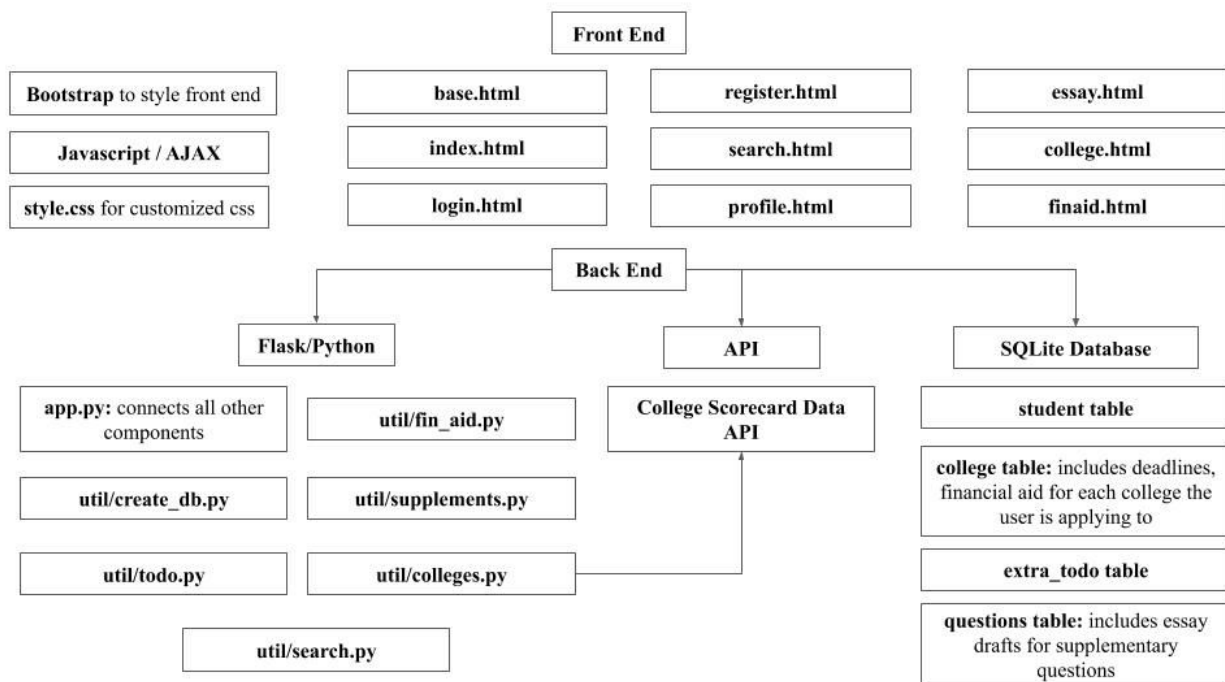 Front End
Bootstrap to style front end
Javascript / AJAX
style.css for customized css
base.html
index.html
login.html
register.html
search.html
profile.html
essay.html
college.html
finaid.html
Back End
Flask/Python
app.py: connects all other
components
util/fin_aid.py
util/create_db.py
util/supplements.py
util/todo.py
util/colleges.py
util/search.py
API
College Scorecard Data
API
SQLite Database
student table
college table: includes deadlines,
financial aid for each college the
user is applying to
extra_todo table
questions table: includes essay
drafts for supplementary
questions